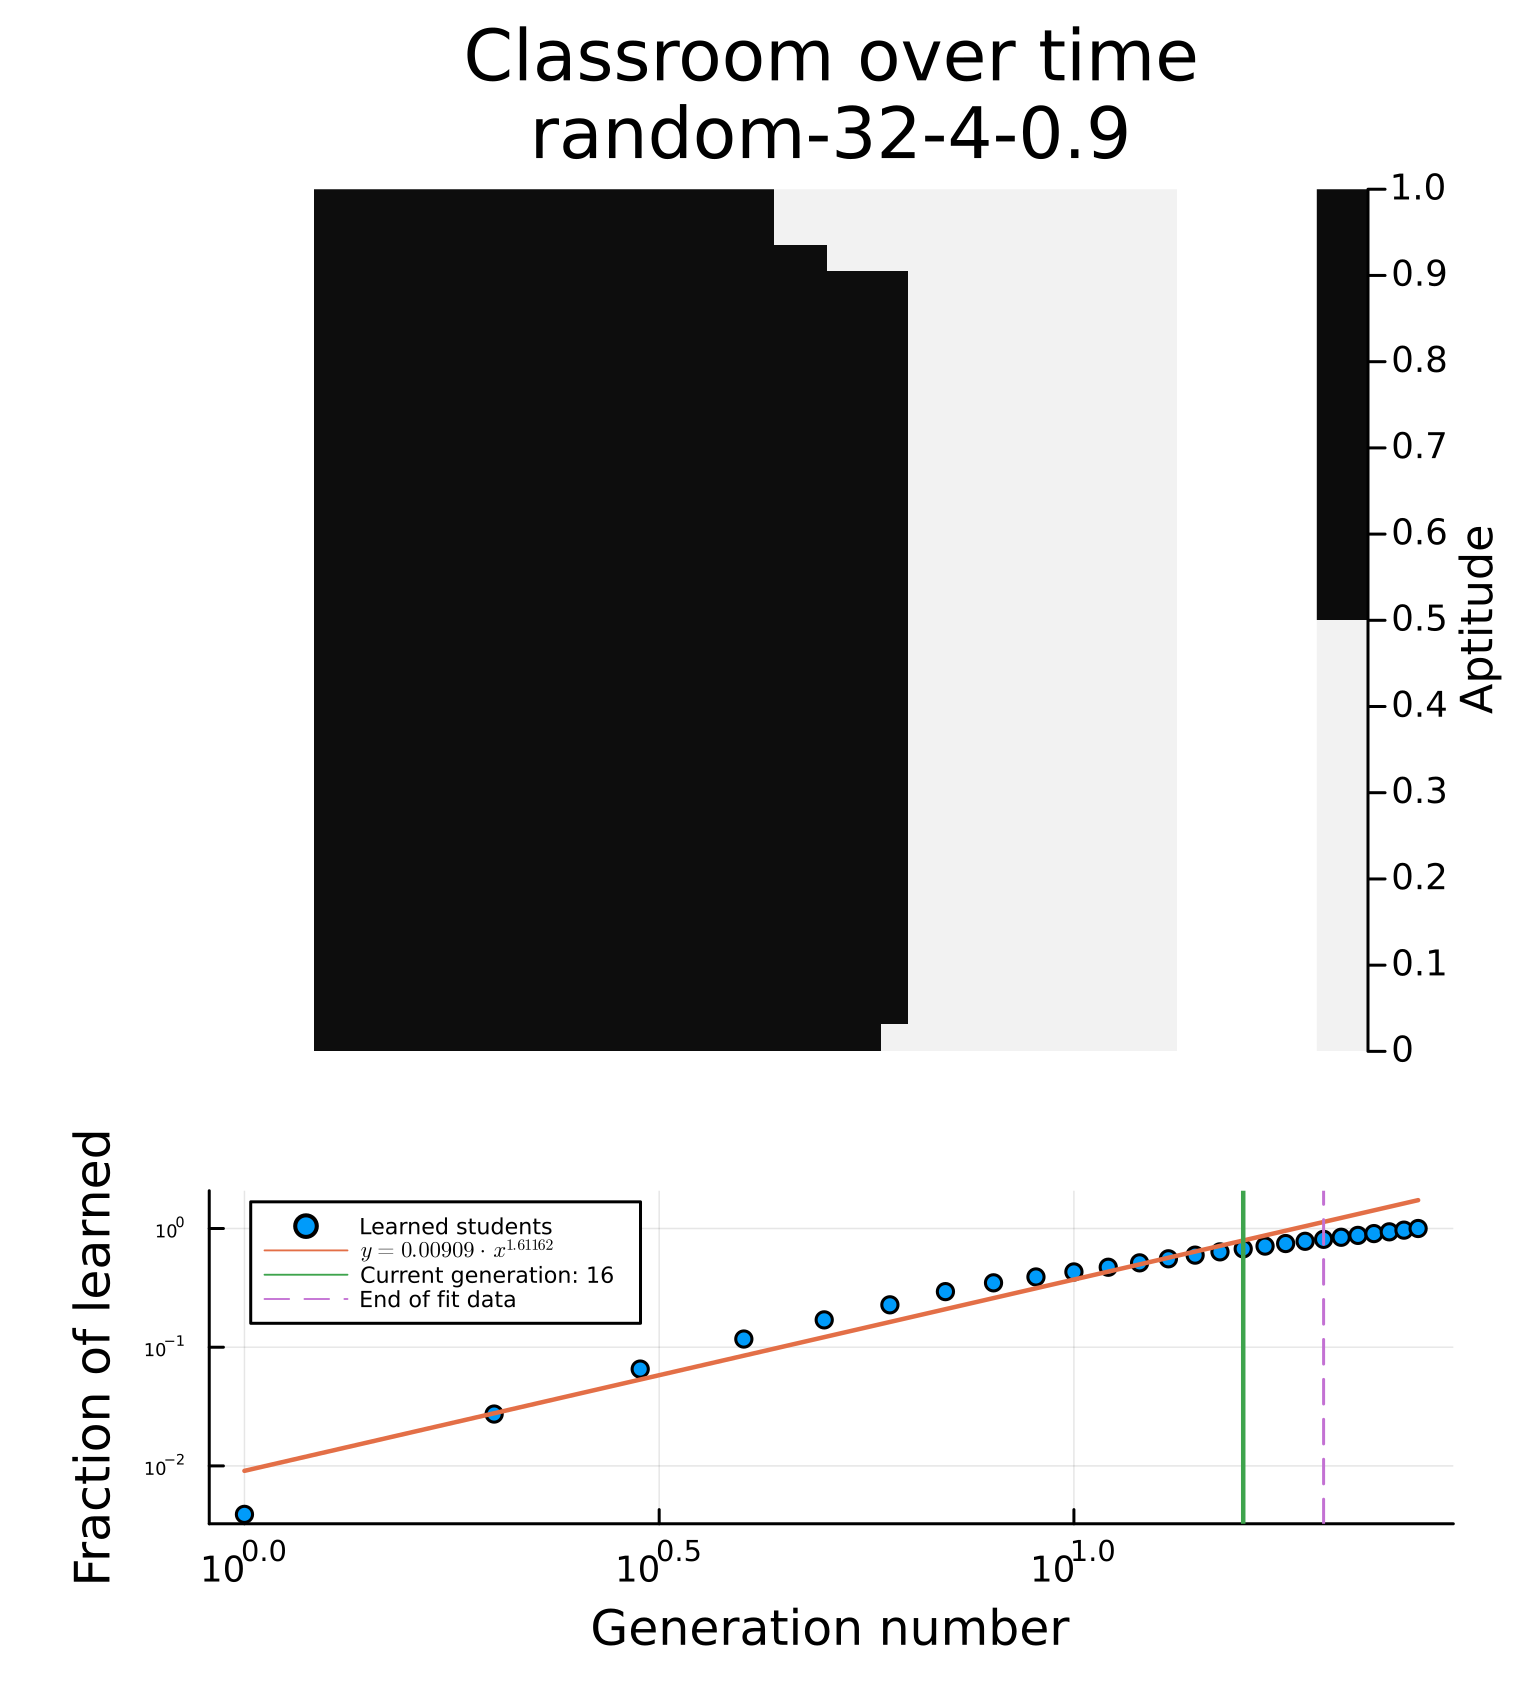 Classroom over time
random-32-4-0.9
1.0
0.9
0.8
0.7
0.6
0.5
0.4
0.3
0.2
0.1
0
Aptitude
Fraction of learned
10⁰
10⁻¹
10⁻²
Learned students
y = 0.00909 · x^1.61162
Current generation: 16
End of fit data
10^0.0
10^0.5
10^1.0
Generation number